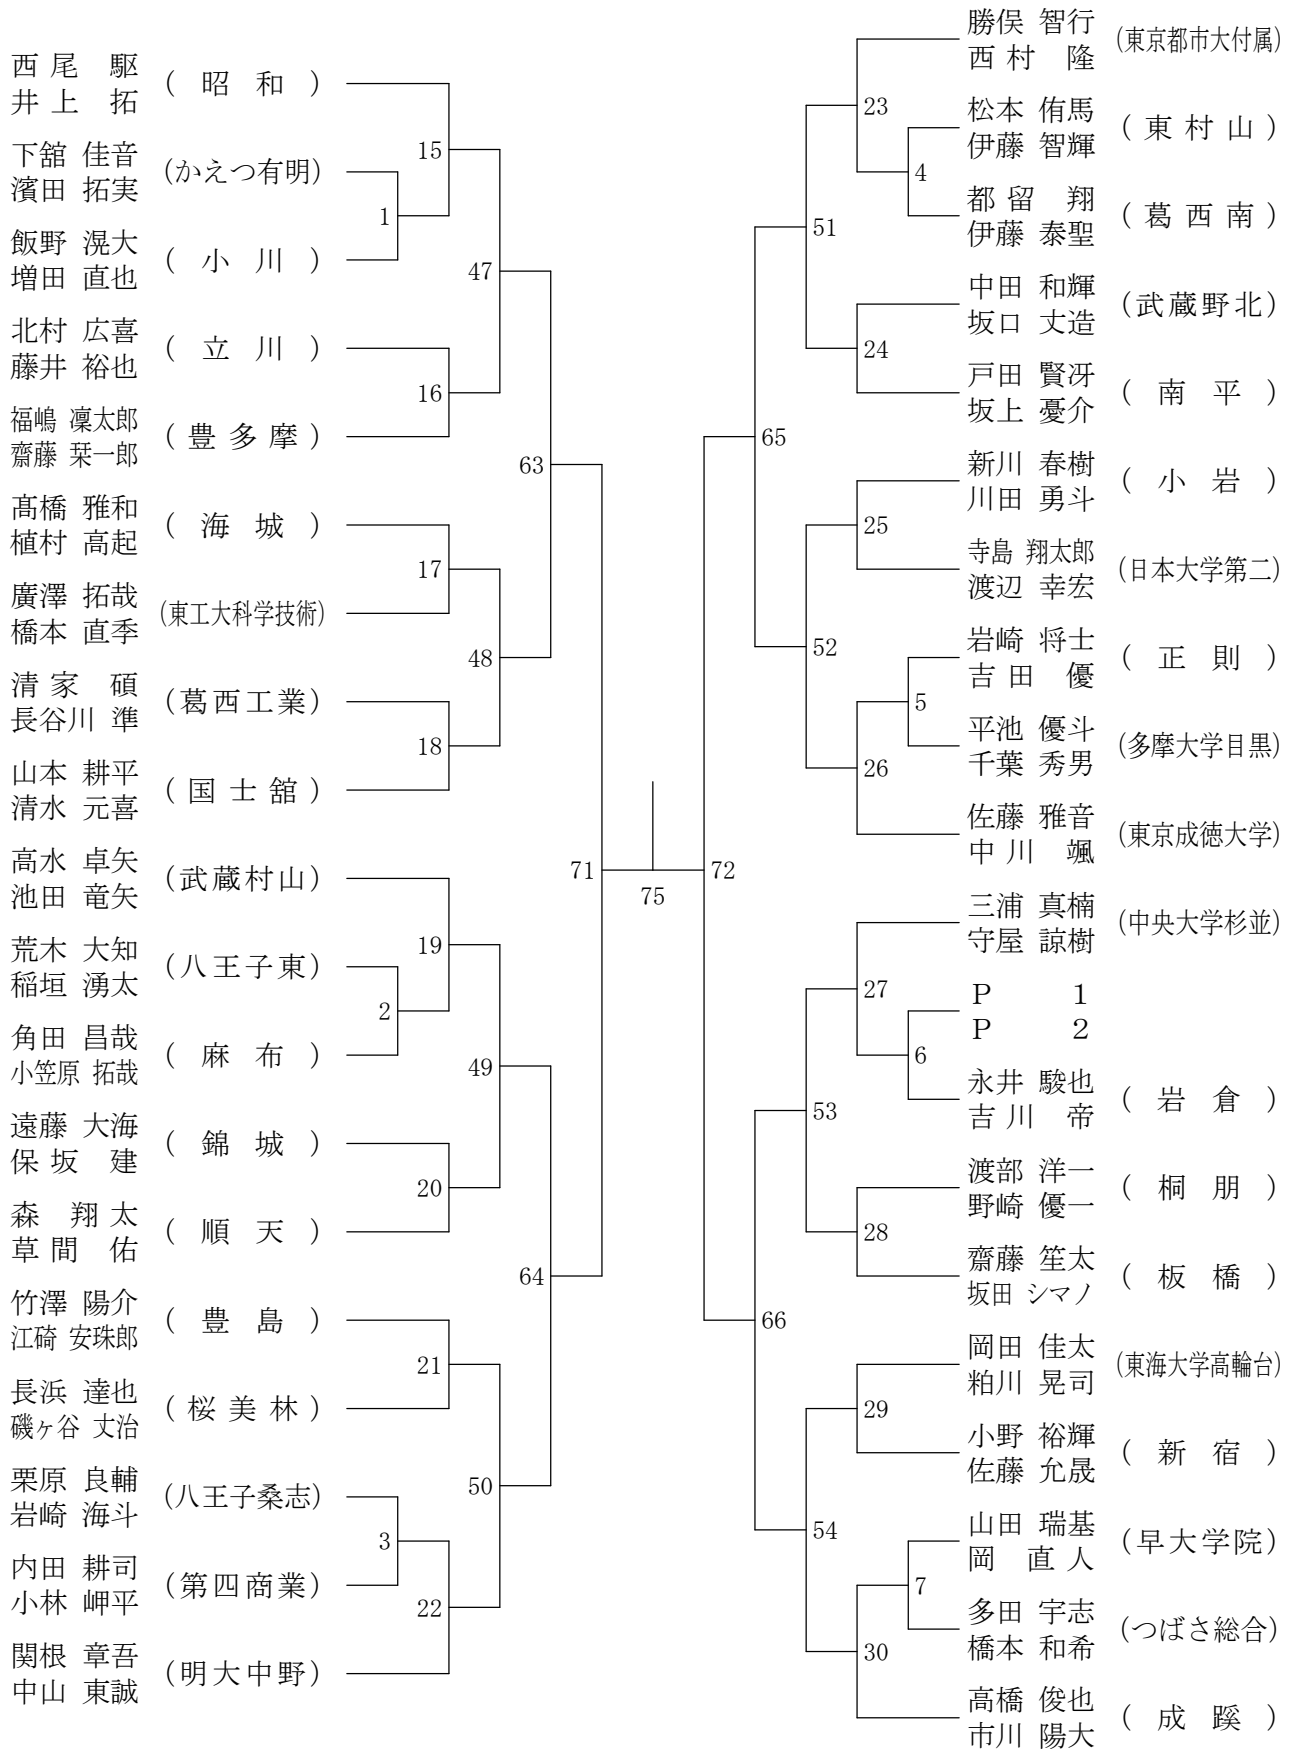 西尾 駆
井上 拓
( 昭 和 )
下舘 佳音
濱田 拓実
(かえつ有明)
飯野 滉大
増田 直也
( 小 川 )
北村 広喜
藤井 裕也
( 立 川 )
福嶋 凜太郎
齋藤 栞一郎
( 豊 多 摩 )
髙橋 雅和
植村 高起
( 海 城 )
廣澤 拓哉
橋本 直季
(東工大科学技術)
清家 碩
長谷川 準
(葛西工業)
山本 耕平
清水 元喜
( 国 士 舘 )
高水 卓矢
池田 竜矢
(武蔵村山)
荒木 大知
稲垣 湧太
(八王子東)
角田 昌哉
小笠原 拓哉
( 麻 布 )
遠藤 大海
保坂 建
( 錦 城 )
森 翔太
草間 佑
( 順 天 )
竹澤 陽介
江碕 安珠郎
( 豊 島 )
長浜 達也
磯ヶ谷 丈治
( 桜 美 林 )
栗原 良輔
岩崎 海斗
(八王子桑志)
内田 耕司
小林 岬平
(第四商業)
関根 章吾
中山 東誠
(明大中野)
15
1
47
16
63
17
48
18
71
19
2
49
20
64
21
50
3
22
75
72
23
4
51
24
65
25
52
5
26
27
6
53
28
66
29
54
7
30
勝俣 智行
西村 隆
(東京都市大付属)
松本 侑馬
伊藤 智輝
( 東 村 山 )
都留 翔
伊藤 泰聖
( 葛 西 南 )
中田 和輝
坂口 丈造
(武蔵野北)
戸田 賢冴
坂上 憂介
( 南 平 )
新川 春樹
川田 勇斗
( 小 岩 )
寺島 翔太郎
渡辺 幸宏
(日本大学第二)
岩崎 将士
吉田 優
( 正 則 )
平池 優斗
千葉 秀男
(多摩大学目黒)
佐藤 雅音
中川 颯
(東京成徳大学)
三浦 真楠
守屋 諒樹
(中央大学杉並)
Ｐ 1
Ｐ 2
永井 駿也
吉川 帝
( 岩 倉 )
渡部 洋一
野崎 優一
( 桐 朋 )
齋藤 笙太
坂田 シマノ
( 板 橋 )
岡田 佳太
粕川 晃司
(東海大学高輪台)
小野 裕輝
佐藤 允晟
( 新 宿 )
山田 瑞基
岡 直人
(早大学院)
多田 宇志
橋本 和希
(つばさ総合)
高橋 俊也
市川 陽大
( 成 蹊 )